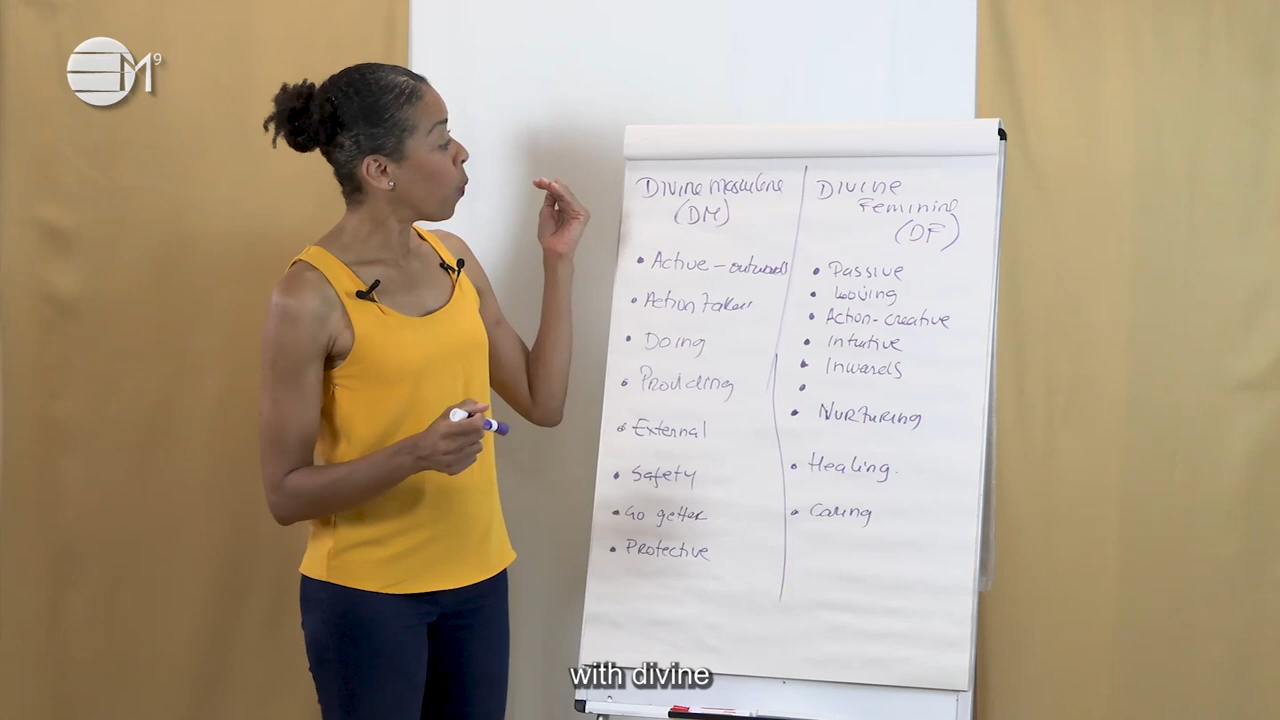 EM9
Divine masculine
(DM)
• Active - outwards
• Action taker
• Doing
• Providing
• External
• Safety
• Go getter
• Protective
Divine
Feminine
(DF)
• Passive
• Loving
• Action-creative
• Intuitive
• Inwards
•
• Nurturing
• Healing.
• Caring
with divine